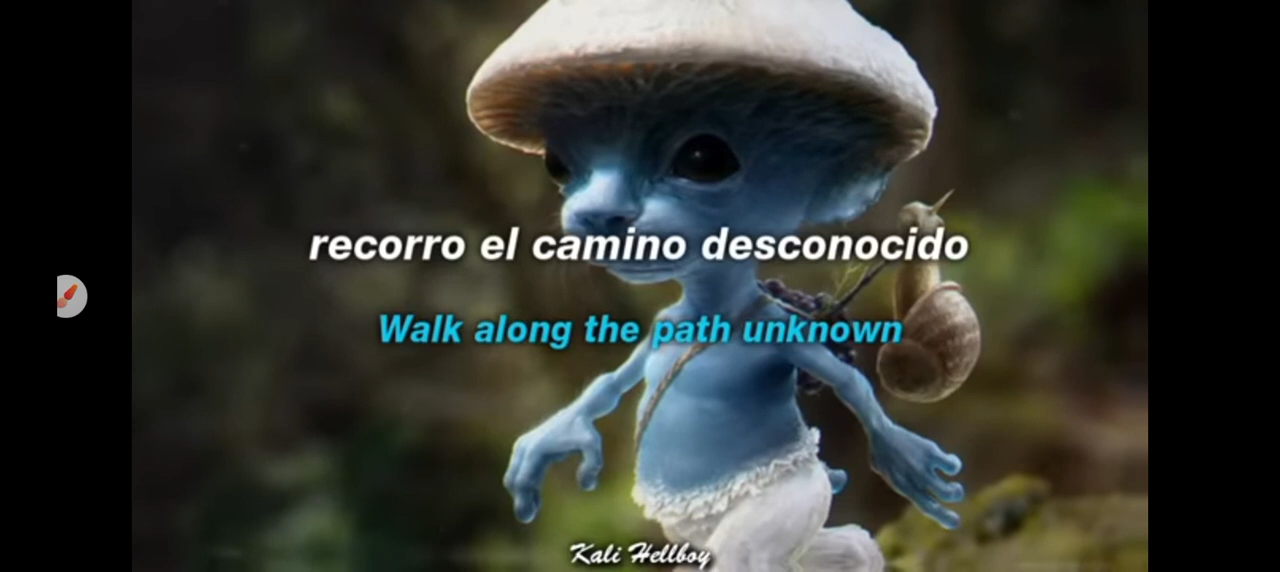 recorro el camino desconocido
Walk along the path unknown
Kali Hellboy